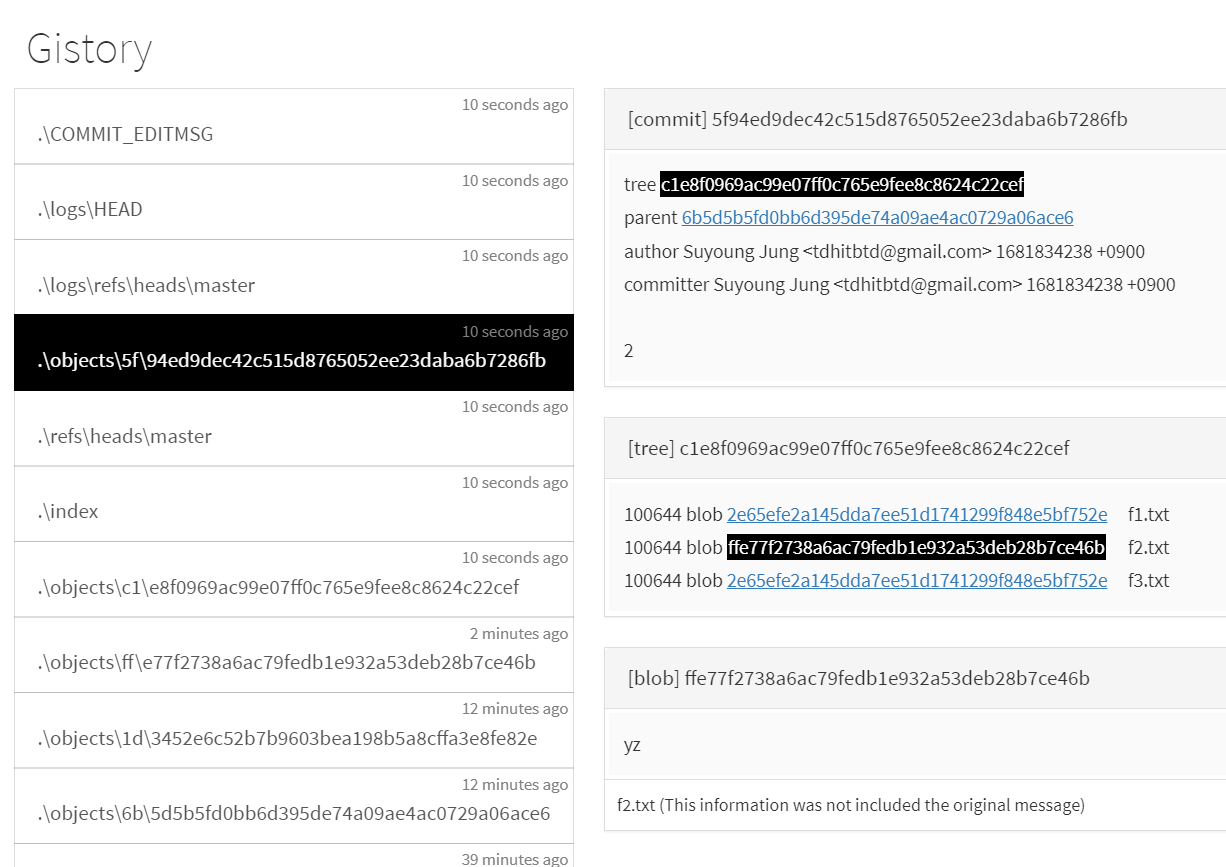 Gistory
10 seconds ago
.\COMMIT_EDITMSG
10 seconds ago
.\logs\HEAD
10 seconds ago
.\logs\refs\heads\master
10 seconds ago
.\objects\5f\94ed9dec42c515d8765052ee23daba6b7286fb
10 seconds ago
.\refs\heads\master
10 seconds ago
.\index
10 seconds ago
.\objects\c1\e8f0969ac99e07ff0c765e9fee8c8624c22cef
2 minutes ago
.\objects\ff\e77f2738a6ac79fedb1e932a53deb28b7ce46b
12 minutes ago
.\objects\1d\3452e6c52b7b9603bea198b5a8cffa3e8fe82e
12 minutes ago
.\objects\6b\5d5b5fd0bb6d395de74a09ae4ac0729a06ace6
39 minutes ago
[commit] 5f94ed9dec42c515d8765052ee23daba6b7286fb
tree c1e8f0969ac99e07ff0c765e9fee8c8624c22cef
parent 6b5d5b5fd0bb6d395de74a09ae4ac0729a06ace6
author Suyoung Jung <tdhitbtd@gmail.com> 1681834238 +0900
committer Suyoung Jung <tdhitbtd@gmail.com> 1681834238 +0900
2
[tree] c1e8f0969ac99e07ff0c765e9fee8c8624c22cef
100644 blob 2e65efe2a145dda7ee51d1741299f848e5bf752e f1.txt
100644 blob ffe77f2738a6ac79fedb1e932a53deb28b7ce46b f2.txt
100644 blob 2e65efe2a145dda7ee51d1741299f848e5bf752e f3.txt
[blob] ffe77f2738a6ac79fedb1e932a53deb28b7ce46b
yz
f2.txt (This information was not included the original message)